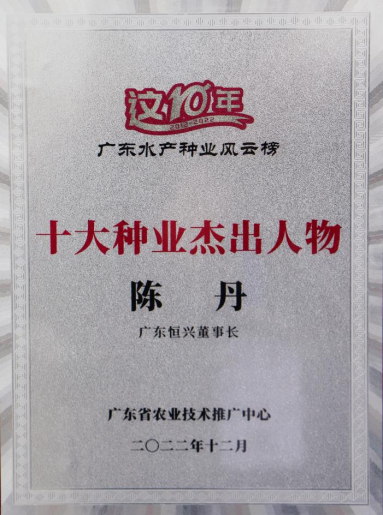 这10年
2013-2022
广东水产种业风云榜
十大种业杰出人物
陈 丹
广东恒兴董事长
广东省农业技术推广中心
二〇二二年十二月